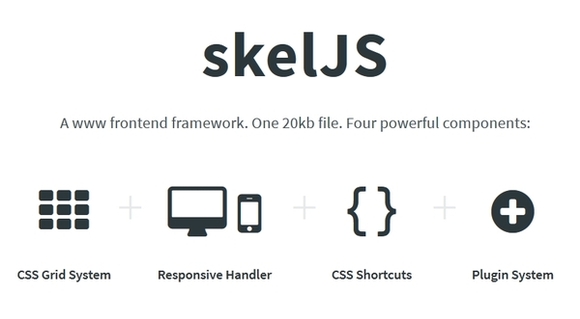 skelJS
A www frontend framework. One 20kb file. Four powerful components:
CSS Grid System
Responsive Handler
CSS Shortcuts
Plugin System